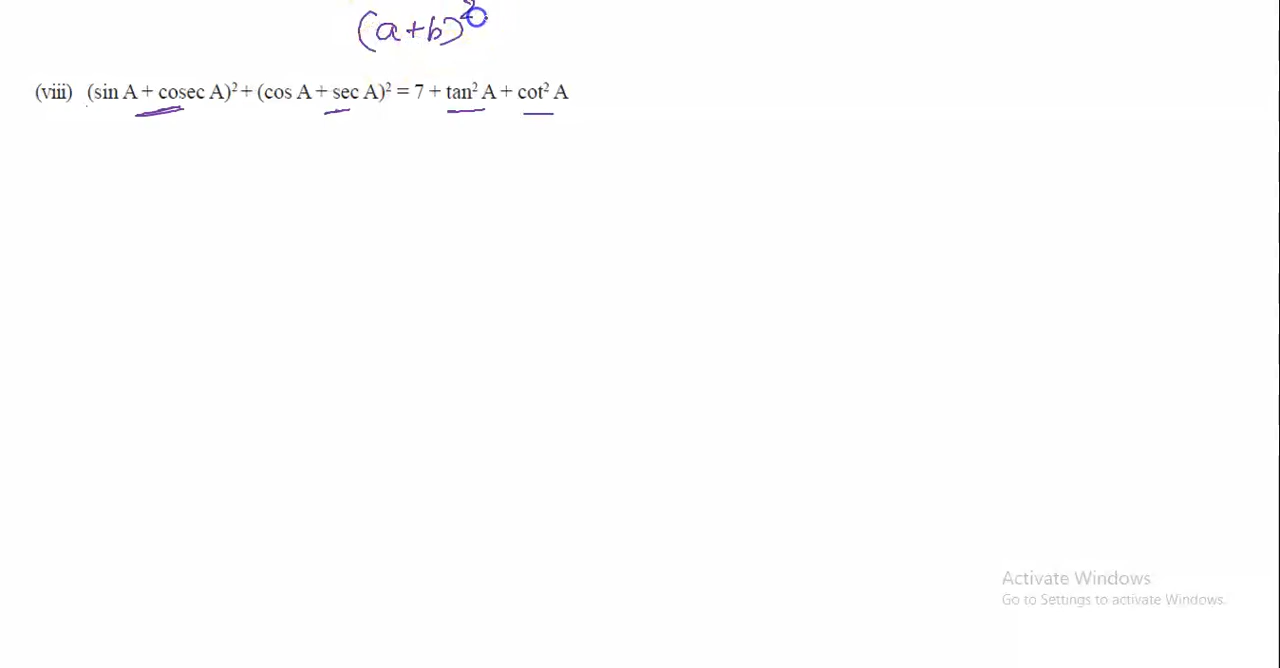 (a+b)²
(viii) (sin A + cosec A)² + (cos A + sec A)² = 7 + tan² A + cot² A
Activate Windows
Go to Settings to activate Windows.